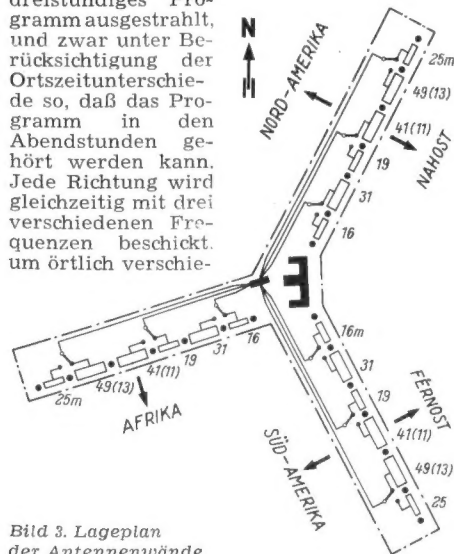 dreistündiges Pro-
gramm ausgestrahlt,
und zwar unter Be-
rücksichtigung der
Ortszeitunterschie-
de so, daß das Pro-
gramm in den
Abendstunden ge-
hört werden kann.
Jede Richtung wird
gleichzeitig mit drei
verschiedenen Fre-
quenzen beschickt.
um örtlich verschie-
N
NORD-AMERIKA
25m
49(13)
41(11)
19
31
16
NAHOST
16m
31
19
41(11)
49(13)
25
FERNOST
SÜD-AMERIKA
16
31
19
41(11)
49(13)
25m
AFRIKA
Bild 3. Lageplan
der Antennenwände